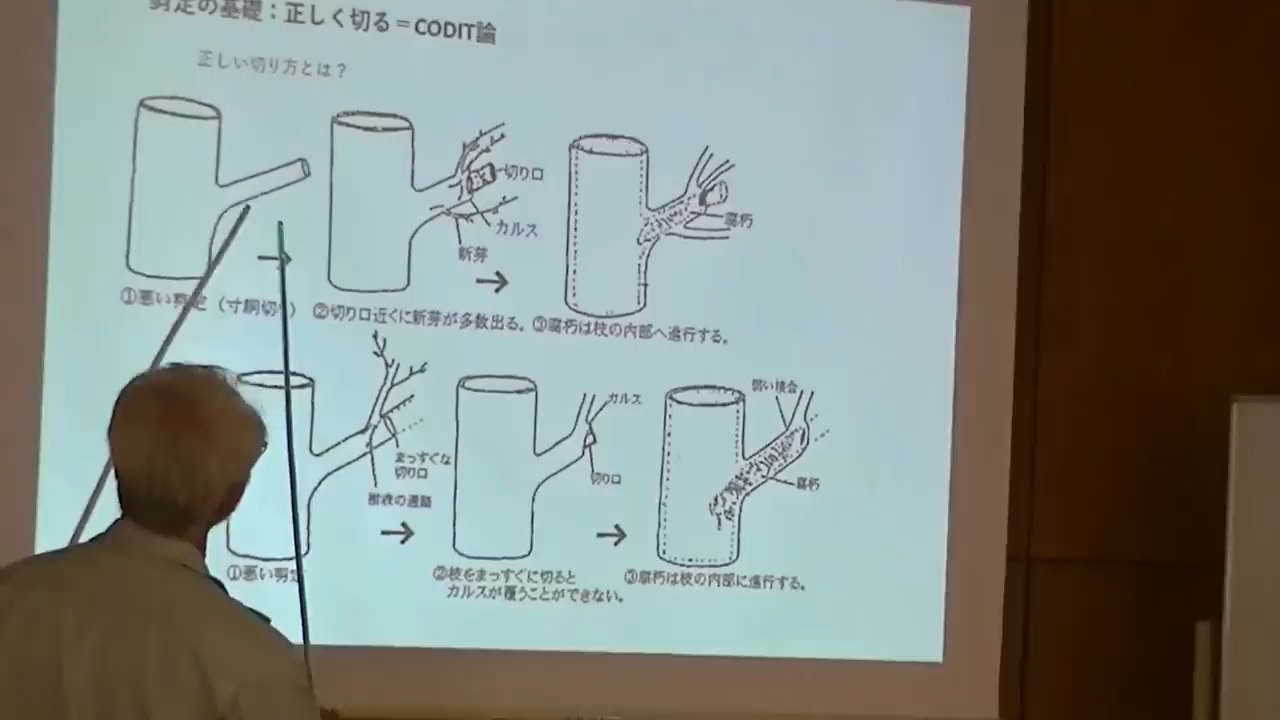 剪定の基礎：正しく切る＝CODIT論
正しい切り方とは？
切り口
カルス
新芽
腐朽
①悪い剪定（寸胴切り）
②切り口近くに新芽が多数出る。
③腐朽は枝の内部へ進行する。
まっすぐな
切り口
樹液の通路
カルス
切り口
弱い接合
腐朽
①悪い剪定
②枝をまっすぐに切ると
カルスが覆うことができない。
③腐朽は枝の内部に進行する。